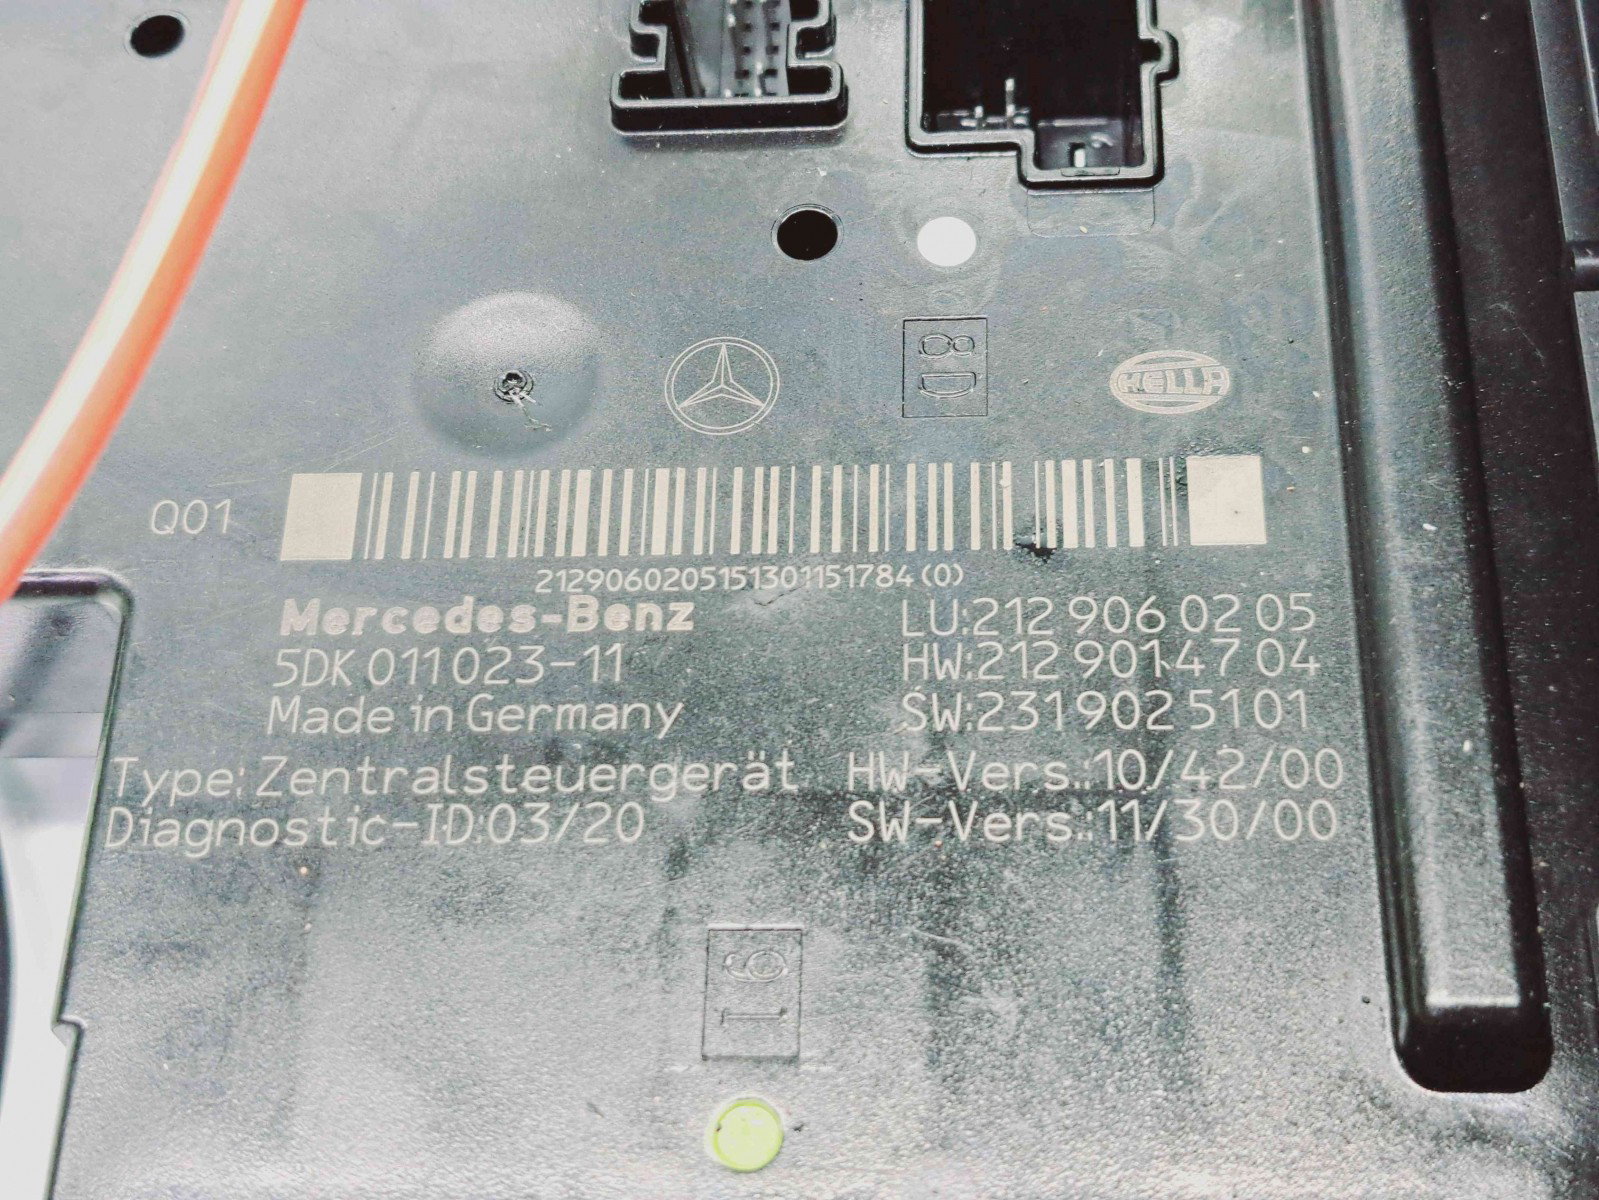 8D
HELLA
Q01
2129060205151301151784(0)
Mercedes-Benz
5DK 011 023-11
Made in Germany
LU:212 906 02 05
HW:212 901 47 04
SW:231 902 51 01
Type: Zentralsteuergerät
Diagnostic-ID:03/20
HW-Vers.:10/42/00
SW-Vers.:11/30/00
16